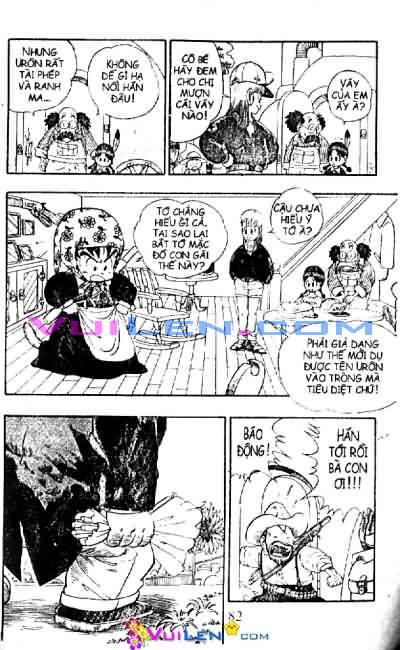 NHƯNG
URÔN RẤT
TÀI PHÉP
VÀ RANH
MA...
KHÔNG
DỄ GÌ HẠ
NỔI HẮN
ĐÂU!
CÔ BÉ
HÃY ĐEM
CHO CHỊ
MƯỢN
CÁI VÁY
NÀO!
VÁY
CỦA EM
ẤY À?
TỚ CHẲNG
HIỂU GÌ CẢ,
TẠI SAO LẠI
BẮT TỚ MẶC
ĐỒ CON GÁI
THẾ NÀY?
CẬU CHƯA
HIỂU Ý
TỚ À?
PHẢI GIẢ DẠNG
NHƯ THẾ MỚI DỤ
ĐƯỢC TÊN URÔN
VÀO TRÒNG MÀ
TIÊU DIỆT CHỨ!
VUILEN.COM
BÁO
ĐỘNG!
HẮN
TỚI RỒI
BÀ CON
ƠI!!!
82
VUILEN.COM